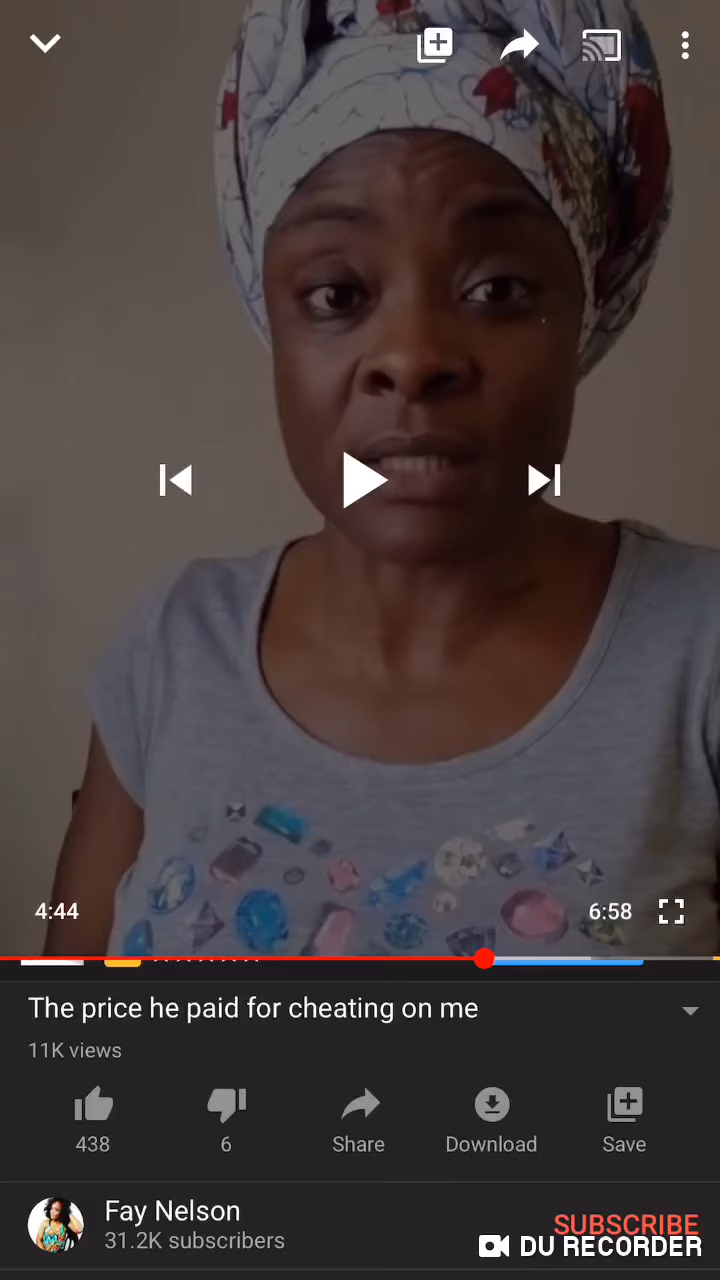 4:44
6:58
The price he paid for cheating on me
11K views
438
6
Share
Download
Save
Fay Nelson
31.2K subscribers
SUBSCRIBE
DU RECORDER